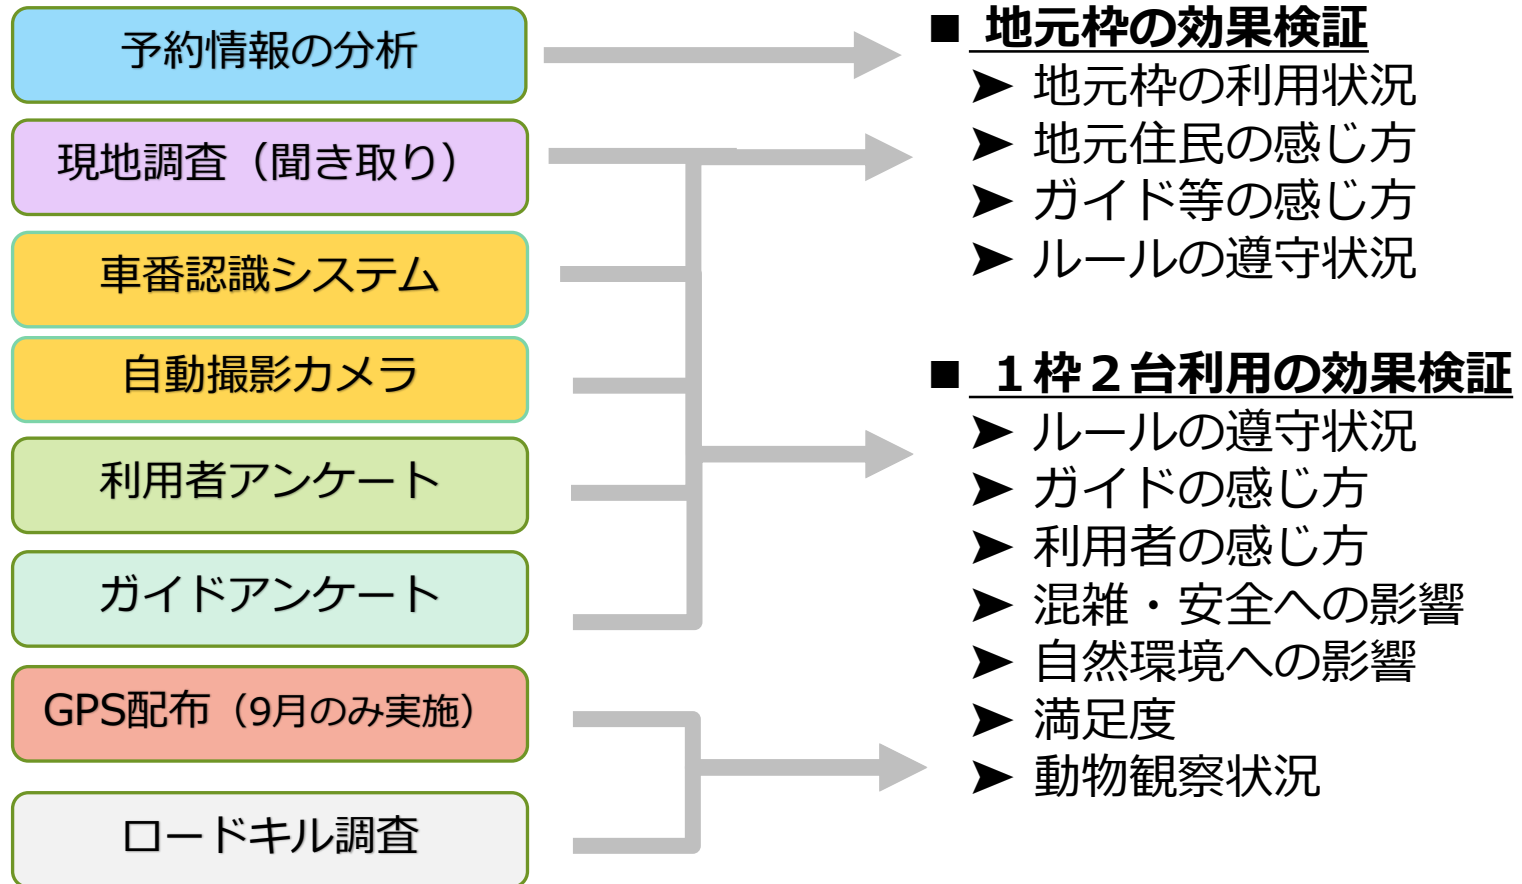 予約情報の分析
現地調査（聞き取り）
車番認識システム
自動撮影カメラ
利用者アンケート
ガイドアンケート
GPS配布（9月のみ実施）
ロードキル調査
■ 地元枠の効果検証
➤ 地元枠の利用状況
➤ 地元住民の感じ方
➤ ガイド等の感じ方
➤ ルールの遵守状況
■ １枠２台利用の効果検証
➤ ルールの遵守状況
➤ ガイドの感じ方
➤ 利用者の感じ方
➤ 混雑・安全への影響
➤ 自然環境への影響
➤ 満足度
➤ 動物観察状況